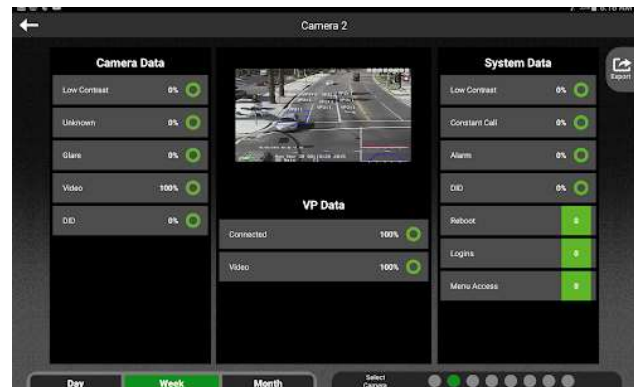 Camera 2
Export
Camera Data
Low Contrast 0%
Unknown 0%
Glare 0%
Video 100%
DID 0%
VP Data
Connected 100%
Video 100%
System Data
Low Contrast 0%
Constant Call 0%
Alarm 0%
DID 0%
Reboot 0
Logins 0
Menu Access 0
Day Week Month
Select
Camera